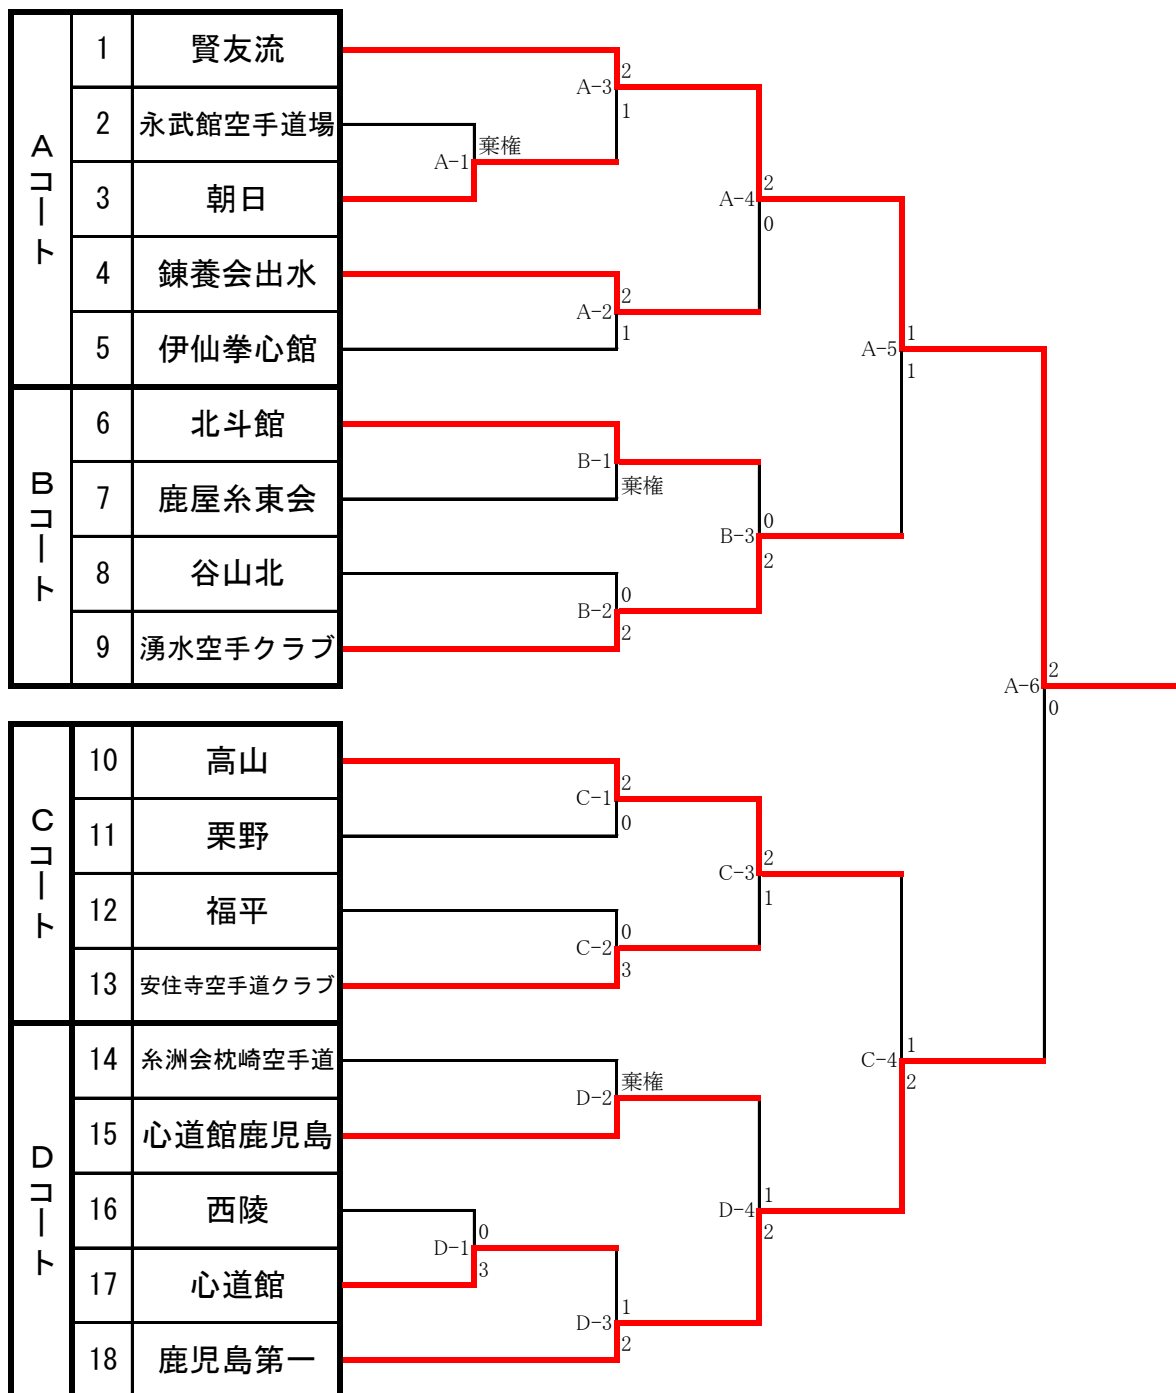 Aコート
1 賢友流
2 永武館空手道場
3 朝日
4 錬養会出水
5 伊仙拳心館
Bコート
6 北斗館
7 鹿屋糸東会
8 谷山北
9 湧水空手クラブ
Cコート
10 高山
11 栗野
12 福平
13 安住寺空手道クラブ
Dコート
14 糸洲会枕崎空手道
15 心道館鹿児島
16 西陵
17 心道館
18 鹿児島第一
A-1 棄権
A-3 2
1
A-2 2
1
A-4 2
0
B-1
棄権
B-2 0
2
B-3 0
2
A-5 1
1
A-6 2
0
C-1 2
0
C-2 0
3
C-3 2
1
D-2 棄権
D-1 0
3
D-3 1
2
D-4 1
2
C-4 1
2